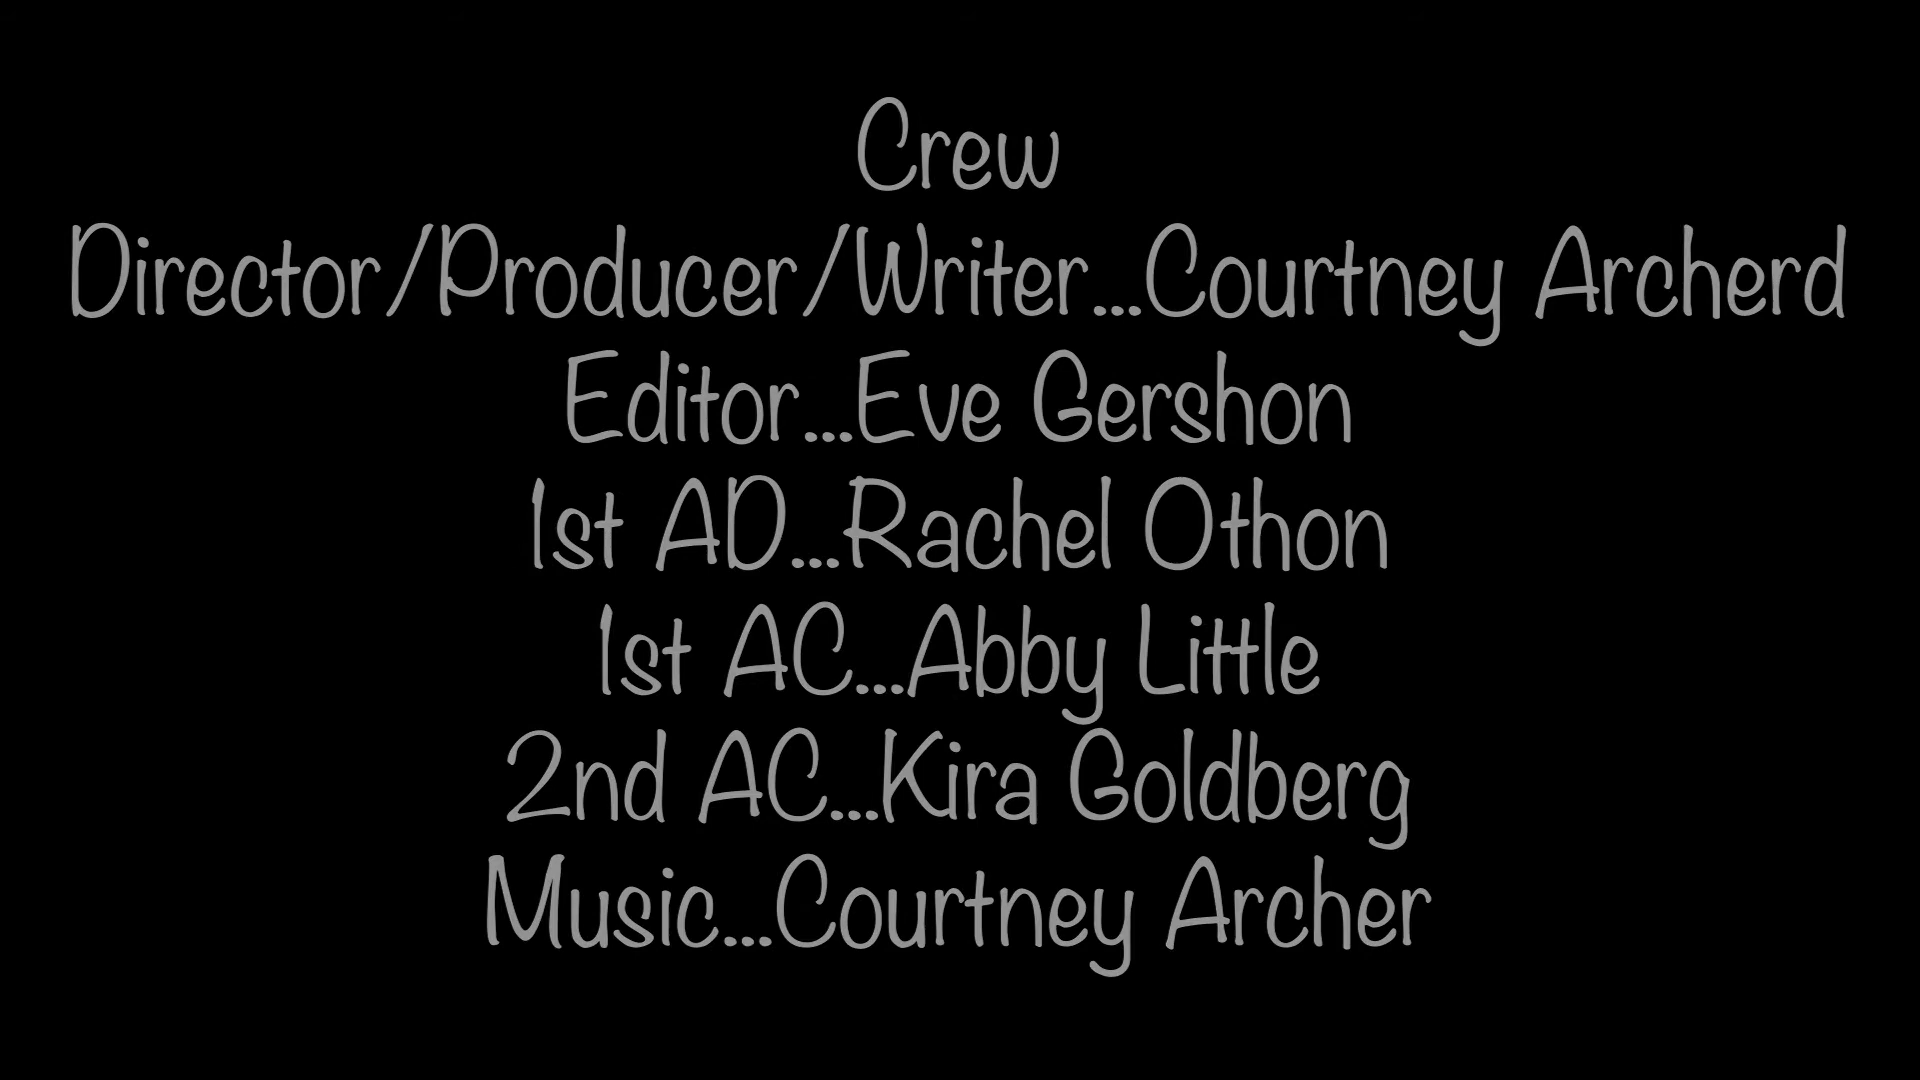 Crew
Director/Producer/Writer...Courtney Archerd
Editor...Eve Gershon
1st AD...Rachel Othon
1st AC...Abby Little
2nd AC...Kira Goldberg
Music...Courtney Archer